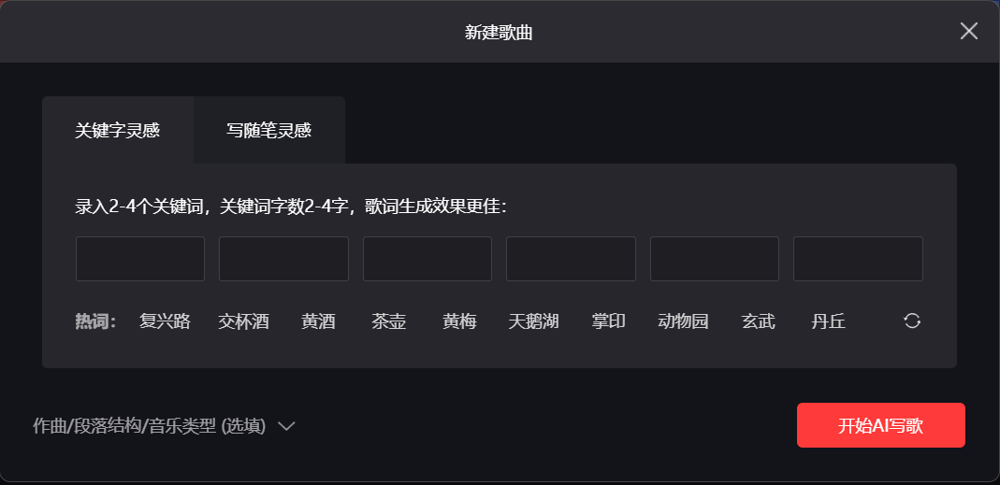 新建歌曲
关键字灵感 写随笔灵感
录入2-4个关键词，关键词字数2-4字，歌词生成效果更佳：
热词： 复兴路 交杯酒 黄酒 茶壶 黄梅 天鹅湖 掌印 动物园 玄武 丹丘
作曲/段落结构/音乐类型 (选填) 开始AI写歌